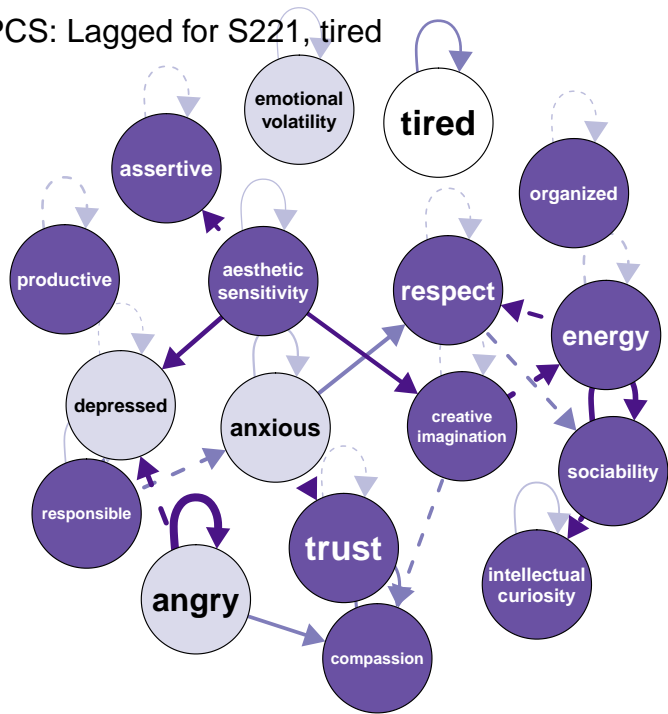 PCS: Lagged for S221, tired
emotional
volatility
tired
assertive
organized
productive
aesthetic
sensitivity
respect
energy
depressed
anxious
creative
imagination
sociability
responsible
trust
intellectual
curiosity
angry
compassion